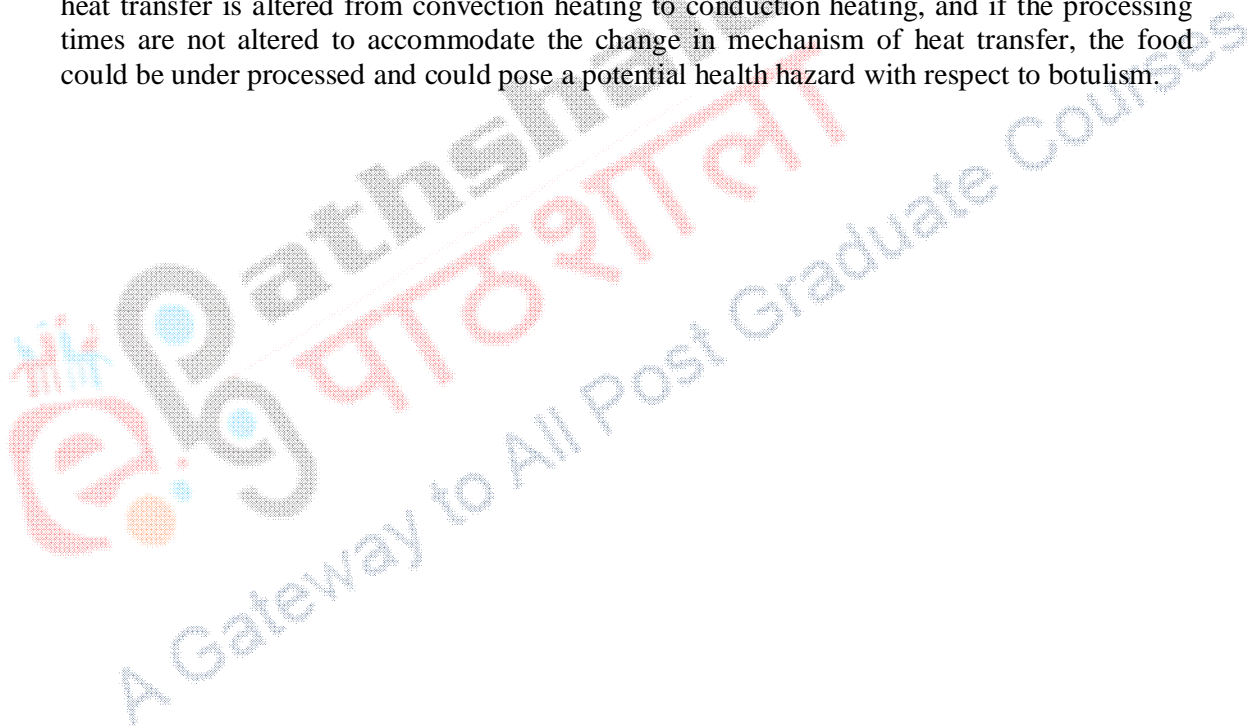 heat transfer is altered from convection heating to conduction heating, and if the processing
times are not altered to accommodate the change in mechanism of heat transfer, the food
could be under processed and could pose a potential health hazard with respect to botulism.
Pathshala
पाठशाला
A Gateway to All Post Graduate Courses